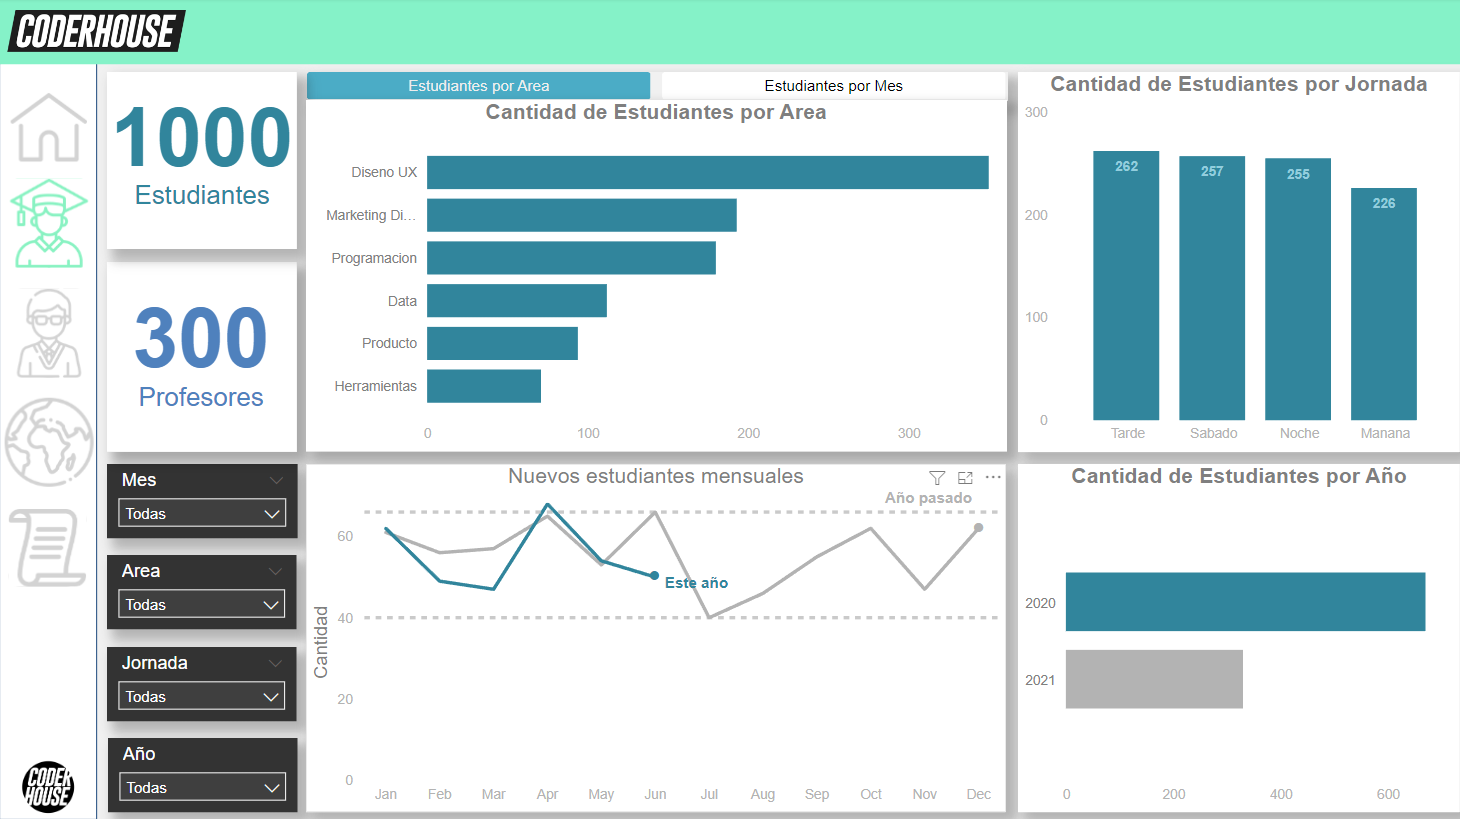 CODERHOUSE
1000
Estudiantes
300
Profesores
Mes
Todas
Area
Todas
Jornada
Todas
Año
Todas
CODER
HOUSE
Estudiantes por Area
Estudiantes por Mes
Cantidad de Estudiantes por Area
Diseno UX
Marketing Di...
Programacion
Data
Producto
Herramientas
0 100 200 300
Cantidad de Estudiantes por Jornada
300
200
100
0
262 257 255 226
Tarde Sabado Noche Manana
Nuevos estudiantes mensuales
Año pasado
Este año
Cantidad
60
40
20
0
Jan Feb Mar Apr May Jun Jul Aug Sep Oct Nov Dec
Cantidad de Estudiantes por Año
2020
2021
0 200 400 600